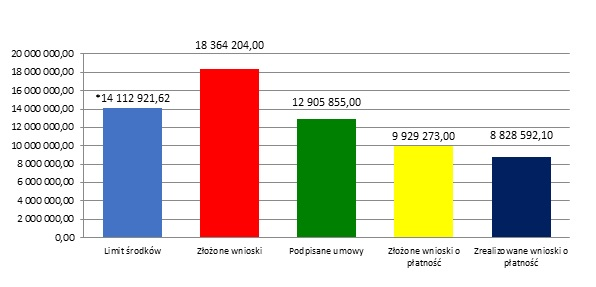 18 364 204,00
20 000 000,00
18 000 000,00
16 000 000,00
*14 112 921,62
14 000 000,00
12 905 855,00
12 000 000,00
9 929 273,00
8 828 592,10
10 000 000,00
8 000 000,00
6 000 000,00
4 000 000,00
2 000 000,00
0,00
Limit środków
Złożone wnioski
Podpisane umowy
Złożone wnioski o
płatność
Zrealizowane wnioski o
płatność